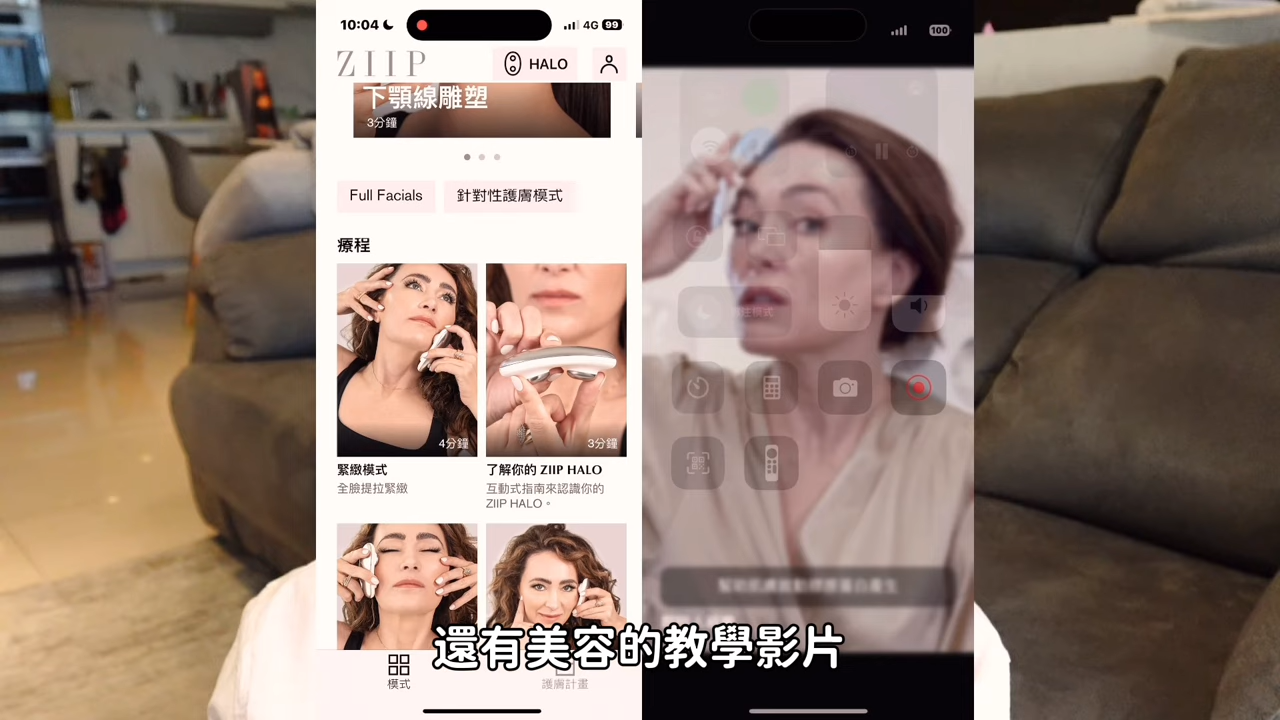 10:04
4G
99
100
ZIIP
HALO
下顎線雕塑
3分鐘
Full Facials
針對性護膚模式
療程
4分鐘
3分鐘
緊緻模式
全臉提拉緊緻
了解你的 ZIIP HALO
互動式指南來認識你的
ZIIP HALO。
還有美容的教學影片
模式
護膚計畫